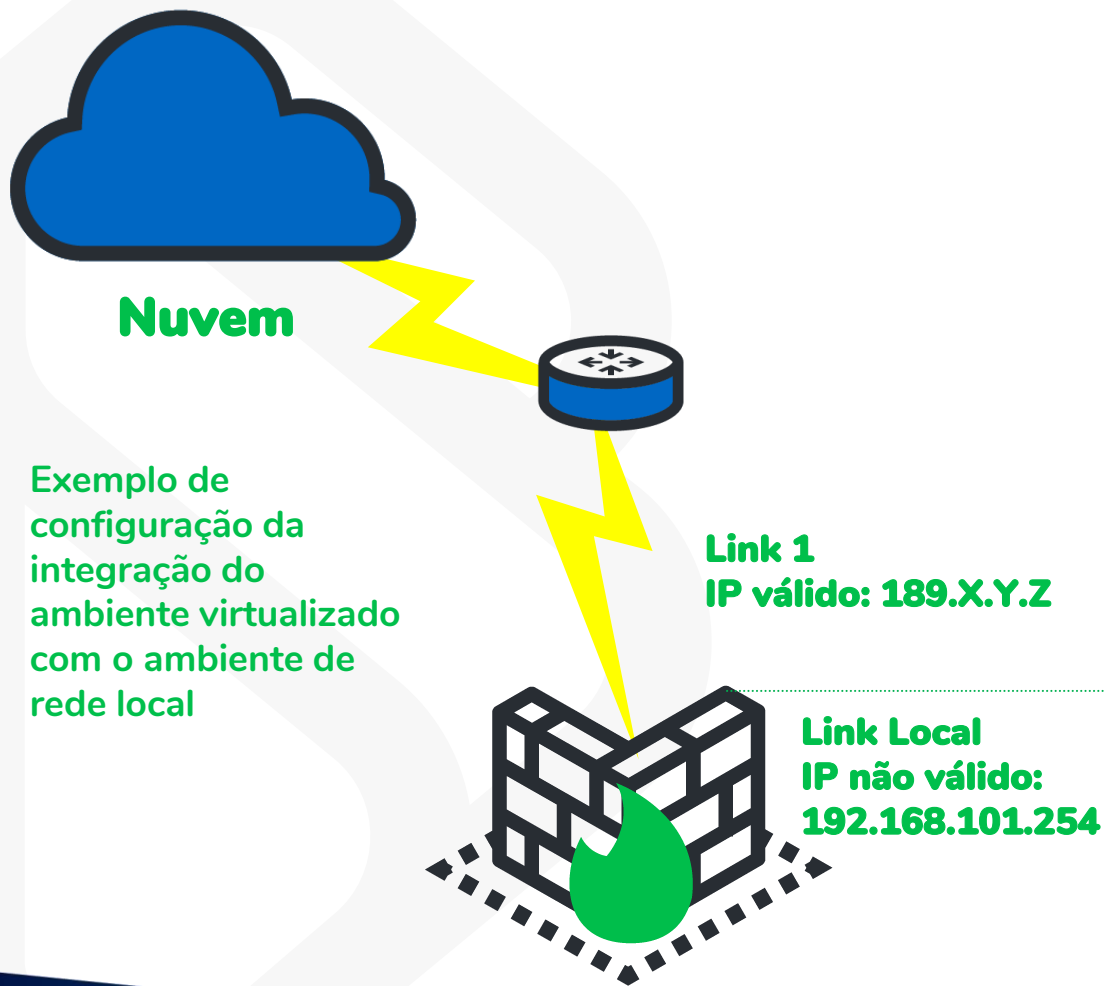 Nuvem
Exemplo de
configuração da
integração do
ambiente virtualizado
com o ambiente de
rede local
Link 1
IP válido: 189.X.Y.Z
Link Local
IP não válido:
192.168.101.254